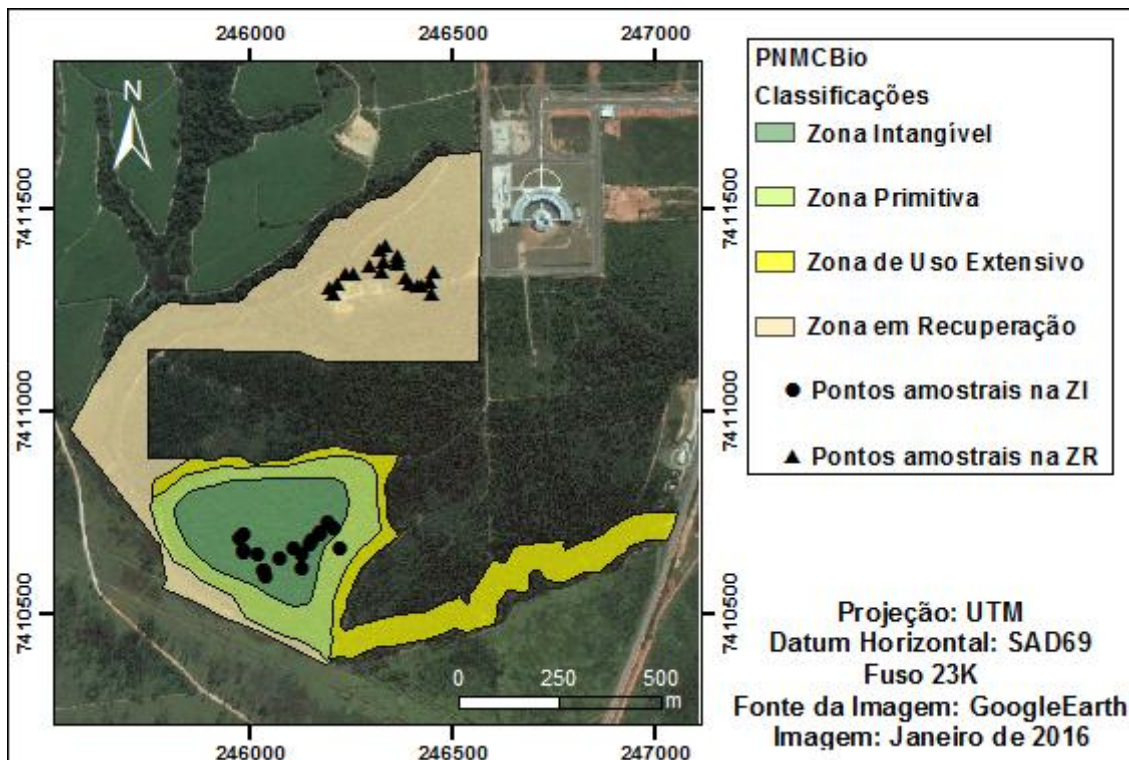 246000 246500 247000
N
7411500
7411000
7410500
7411500
7411000
7410500
0 250 500
m
246000 246500 247000
PNMCBio
Classificações
Zona Intangível
Zona Primitiva
Zona de Uso Extensivo
Zona em Recuperação
Pontos amostrais na ZI
Pontos amostrais na ZR
Projeção: UTM
Datum Horizontal: SAD69
Fuso 23K
Fonte da Imagem: GoogleEarth
Imagem: Janeiro de 2016